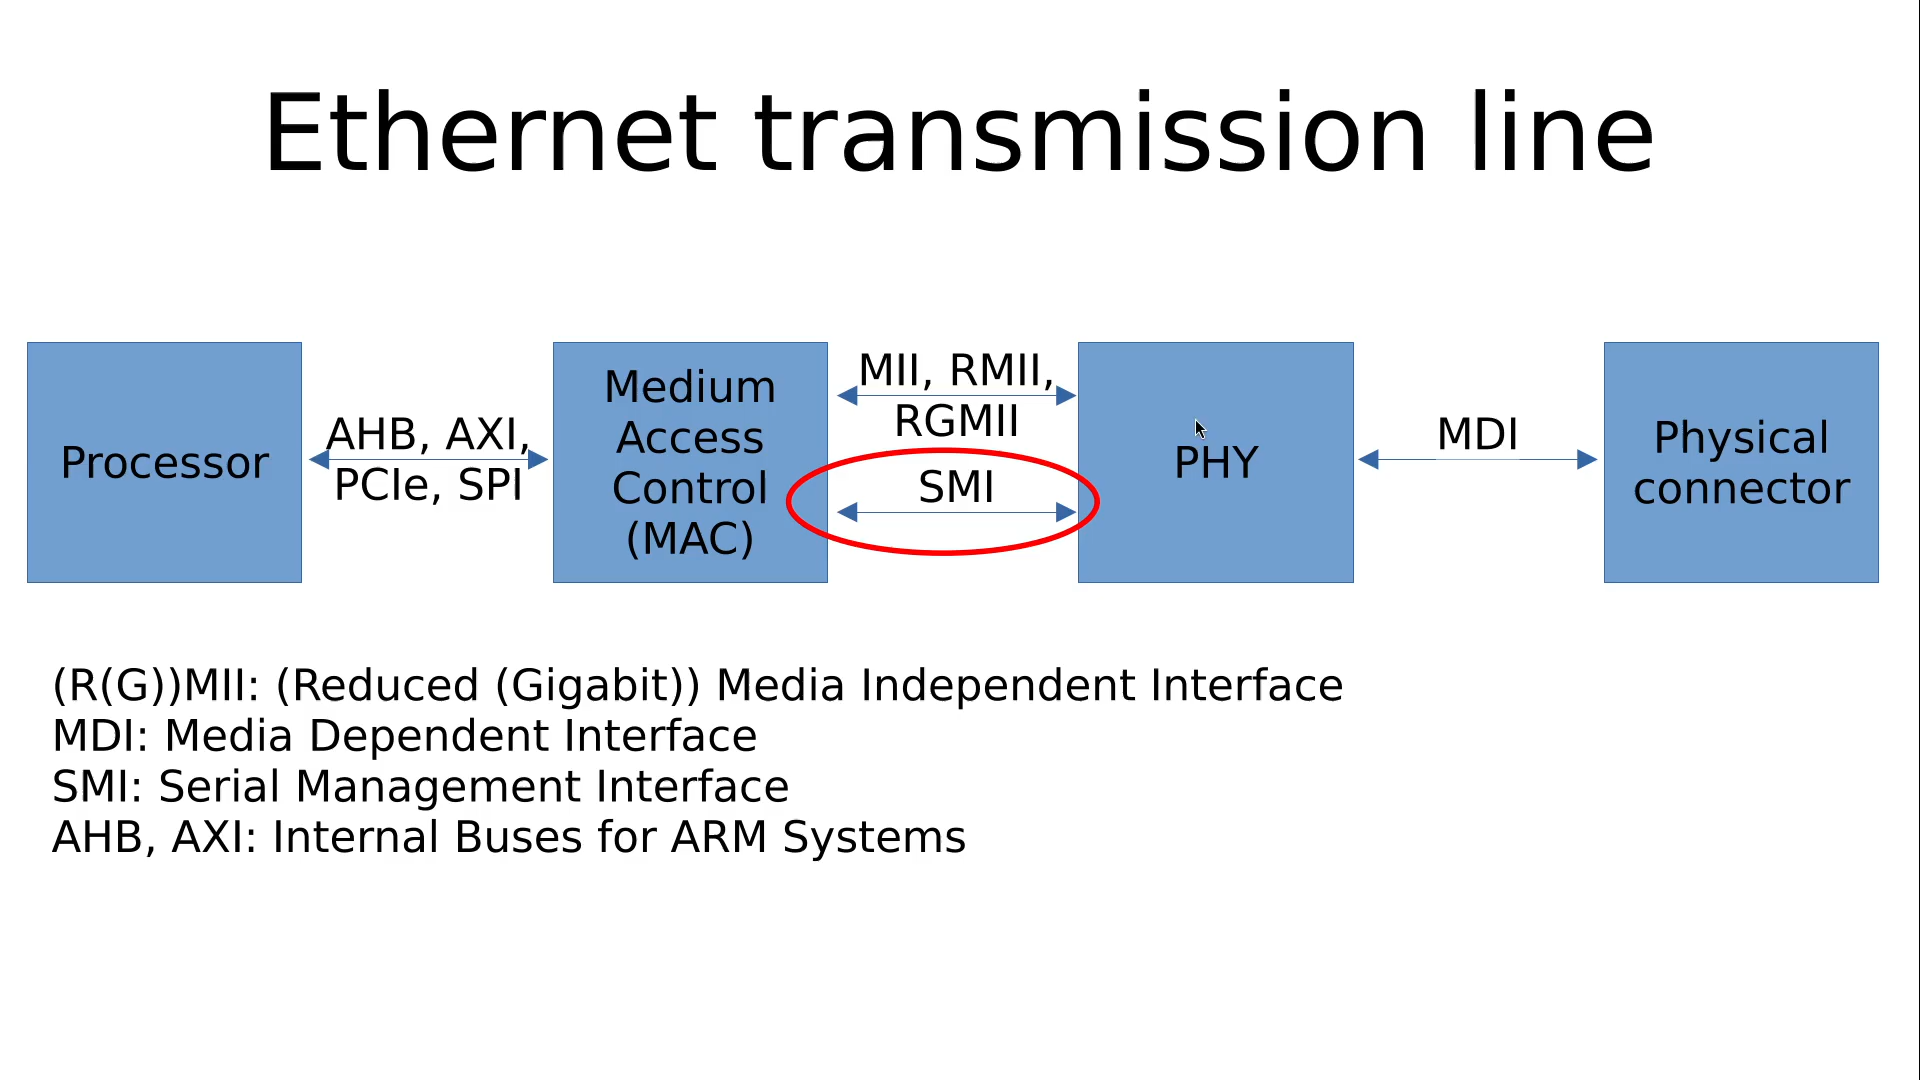 Ethernet transmission line
Processor
AHB, AXI,
PCIe, SPI
Medium
Access
Control
(MAC)
MII, RMII,
RGMII
SMI
PHY
MDI
Physical
connector
(R(G))MII: (Reduced (Gigabit)) Media Independent Interface
MDI: Media Dependent Interface
SMI: Serial Management Interface
AHB, AXI: Internal Buses for ARM Systems